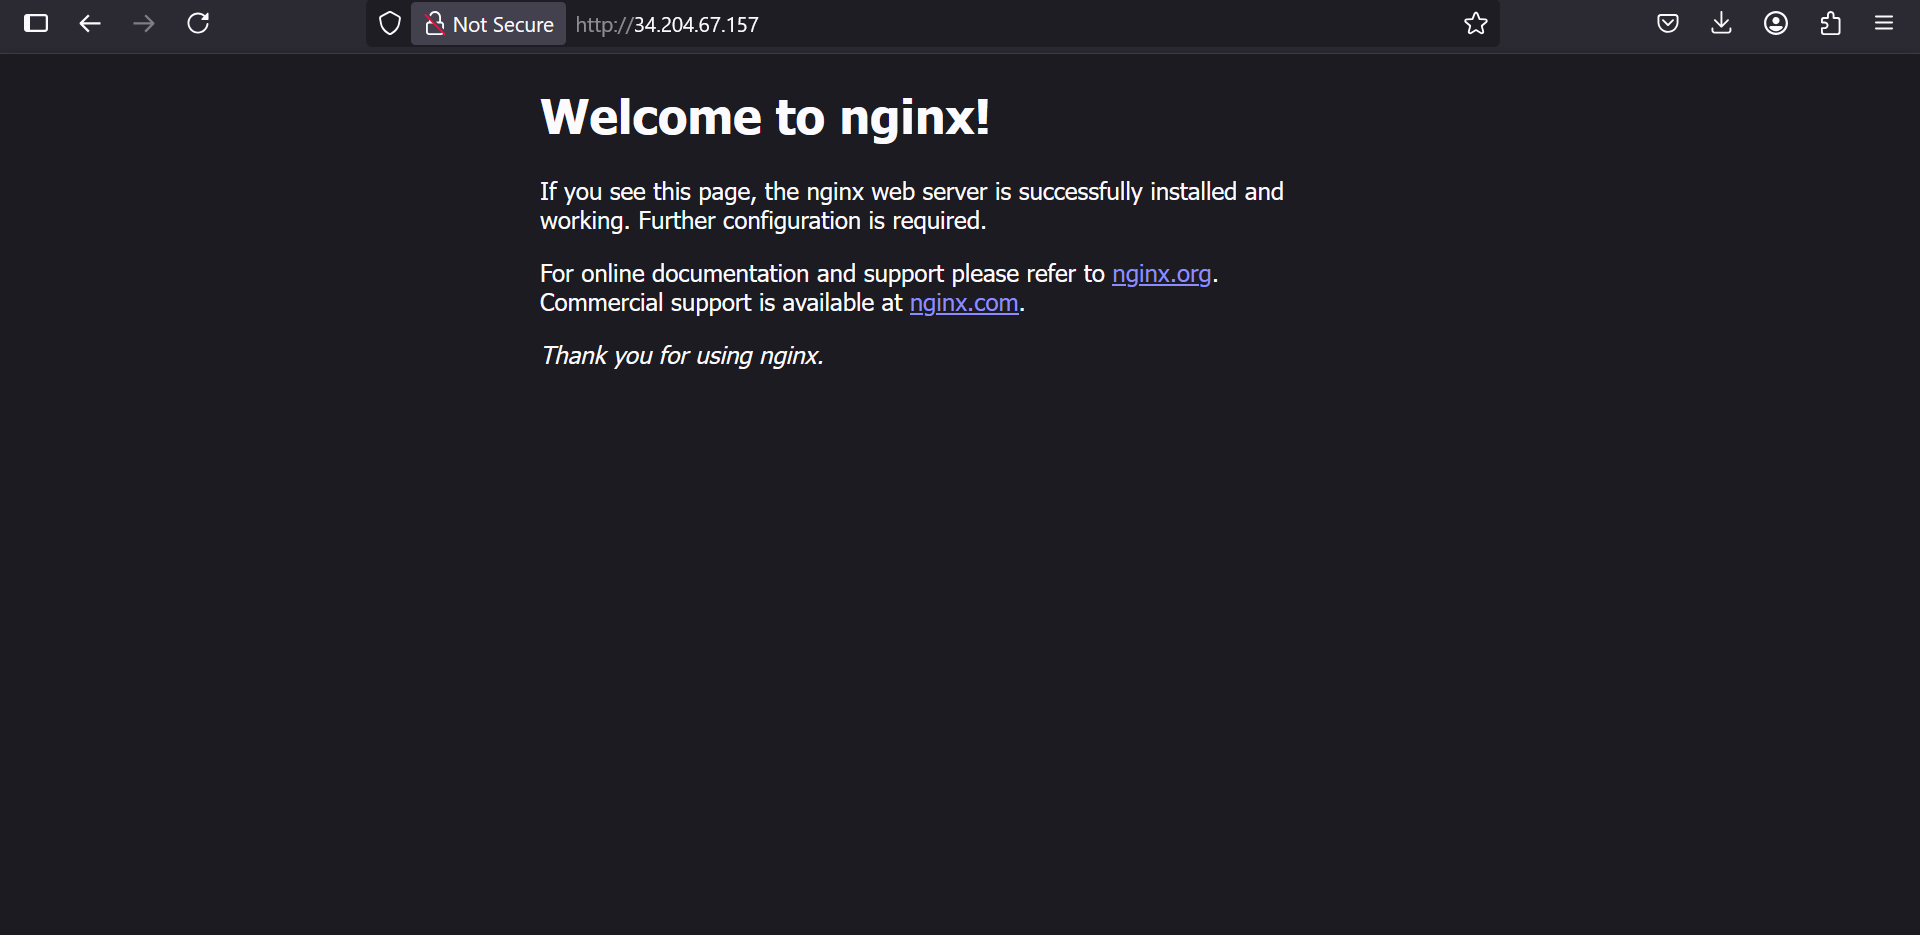 Not Secure http://34.204.67.157
Welcome to nginx!
If you see this page, the nginx web server is successfully installed and
working. Further configuration is required.
For online documentation and support please refer to nginx.org.
Commercial support is available at nginx.com.
Thank you for using nginx.